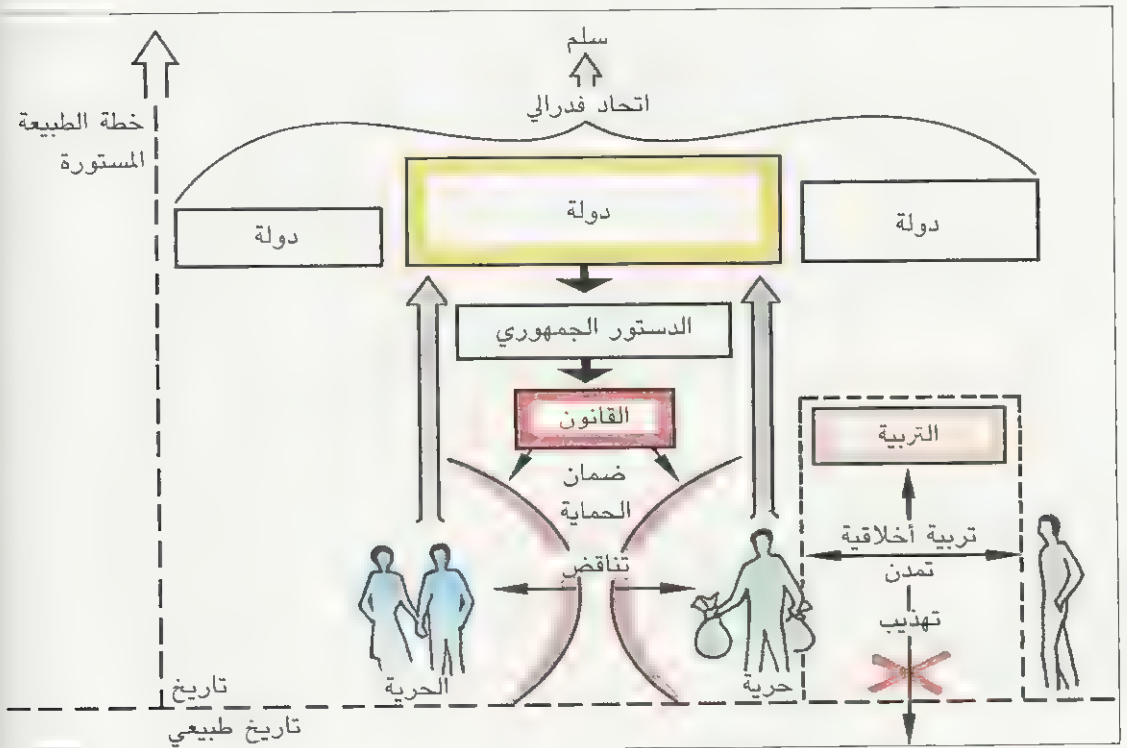 سلم
اتحاد فدرالي
خطة الطبيعة
المستورة
دولة
دولة
دولة
الدستور الجمهوري
القانون
التربية
ضمان
الحماية
تربية أخلاقية
تناقض
تمدن
تهذيب
حرية
الحرية
تاريخ
تاريخ طبيعي